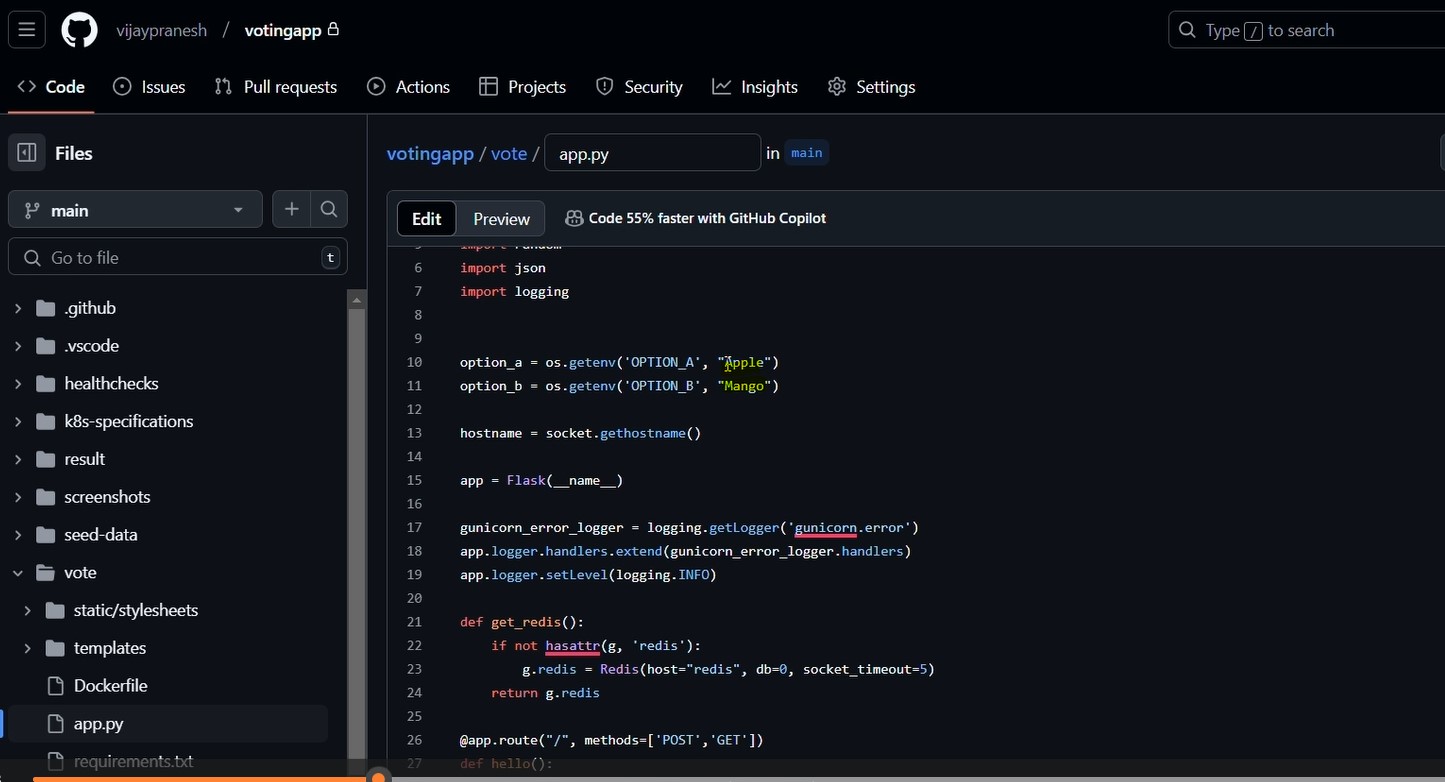 vijaypranesh / votingapp
Type / to search
<> Code
Issues
Pull requests
Actions
Projects
Security
Insights
Settings
Files
main
Go to file
t
.github
.vscode
healthchecks
k8s-specifications
result
screenshots
seed-data
vote
static/stylesheets
templates
Dockerfile
app.py
requirements.txt
votingapp / vote / app.py in main
Edit
Preview
Code 55% faster with GitHub Copilot
5 import random
6 import json
7 import logging
8
9
10 option_a = os.getenv('OPTION_A', "Apple")
11 option_b = os.getenv('OPTION_B', "Mango")
12
13 hostname = socket.gethostname()
14
15 app = Flask(__name__)
16
17 gunicorn_error_logger = logging.getLogger('gunicorn.error')
18 app.logger.handlers.extend(gunicorn_error_logger.handlers)
19 app.logger.setLevel(logging.INFO)
20
21 def get_redis():
22 if not hasattr(g, 'redis'):
23 g.redis = Redis(host="redis", db=0, socket_timeout=5)
24 return g.redis
25
26 @app.route("/", methods=['POST','GET'])
27 def hello():